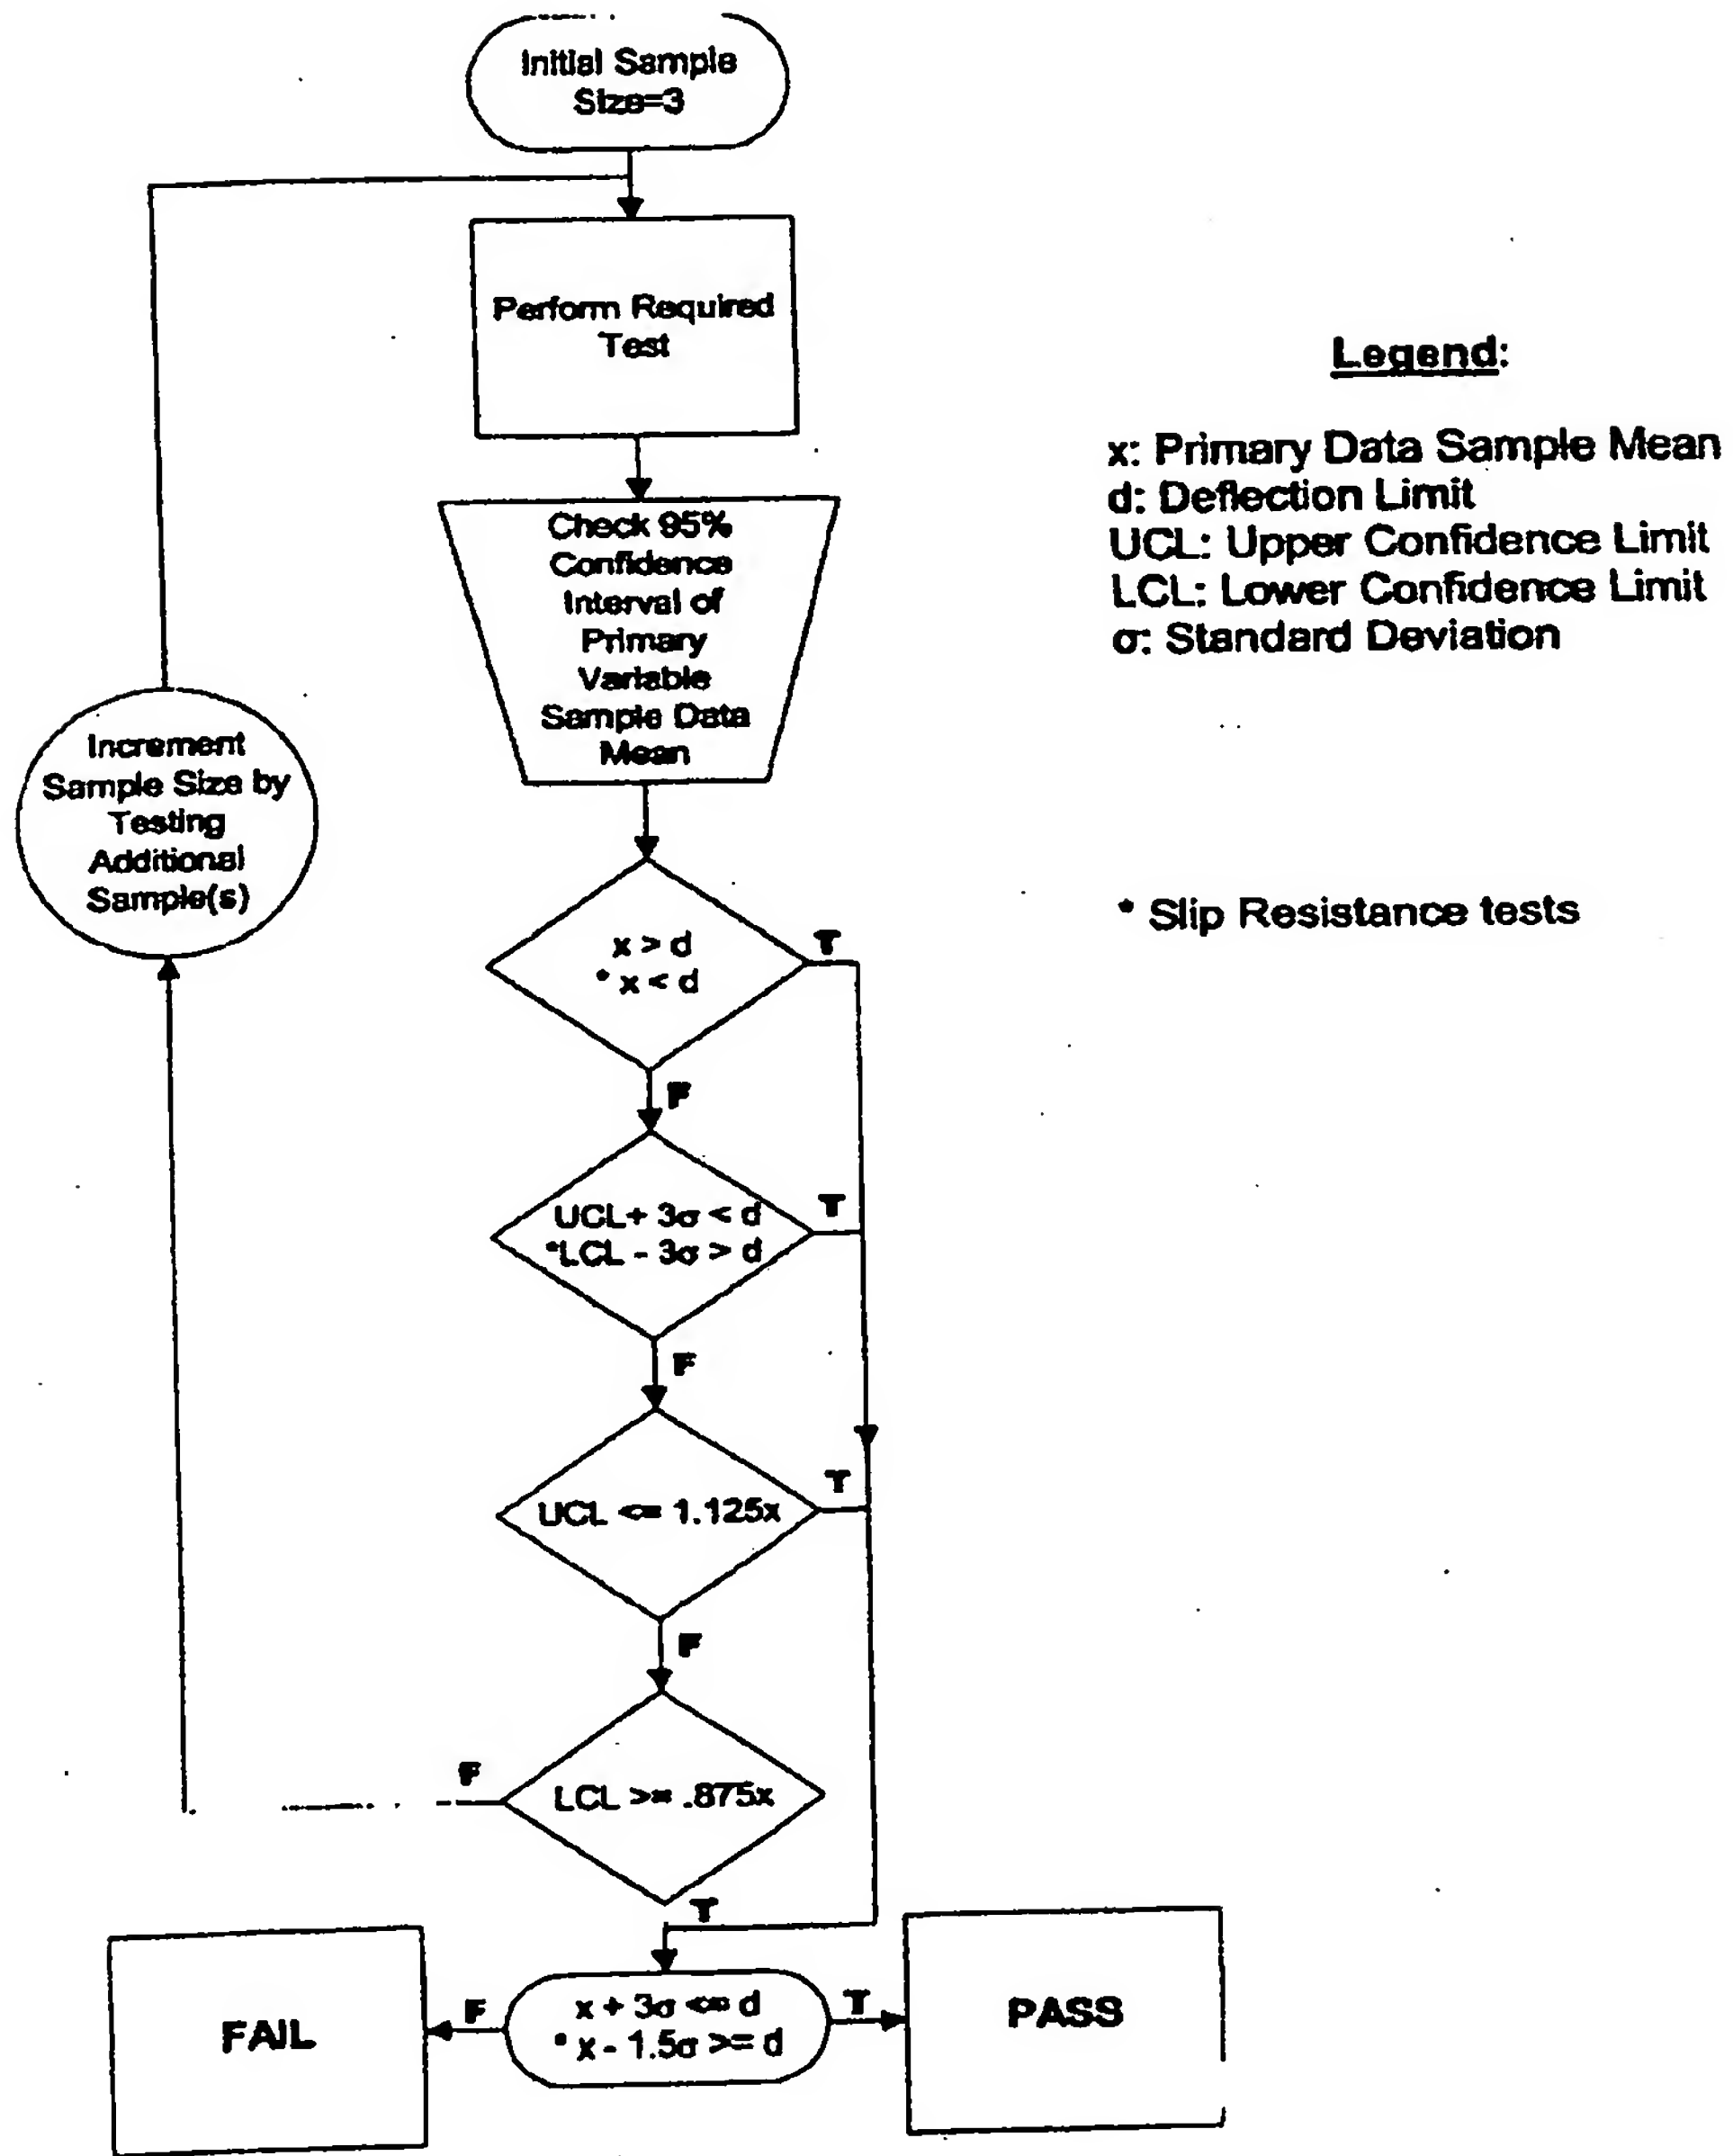 Initial Sample
Size=3
Perform Required
Test
Legend:
x: Primary Data Sample Mean
d: Deflection Limit
UCL: Upper Confidence Limit
LCL: Lower Confidence Limit
σ: Standard Deviation
Check 95%
Confidence
Interval of
Primary
Variable
Sample Data
Mean
Increment
Sample Size by
Testing
Additional
Sample(s)
* Slip Resistance tests
x > d
* x < d
T
F
UCL+ 3σ < d
*LCL - 3σ > d
T
F
UCL <= 1.125x
T
F
LCL >= .875x
F
T
x + 3σ <= d
* x - 1.5σ >= d
F
T
FAIL
PASS